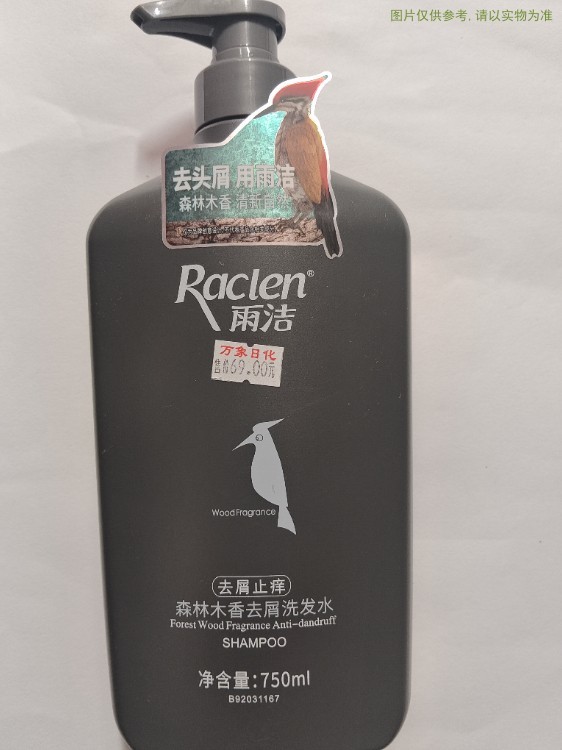 图片仅供参考, 请以实物为准
去头屑 用雨洁
森林木香 清新自
Raclen®
雨洁
万象日化
售价69.00元
WoodFragrance
去屑止痒
森林木香去屑洗发水
Forest Wood Fragrance Anti-dandruff
SHAMPOO
净含量:750ml
B92031167